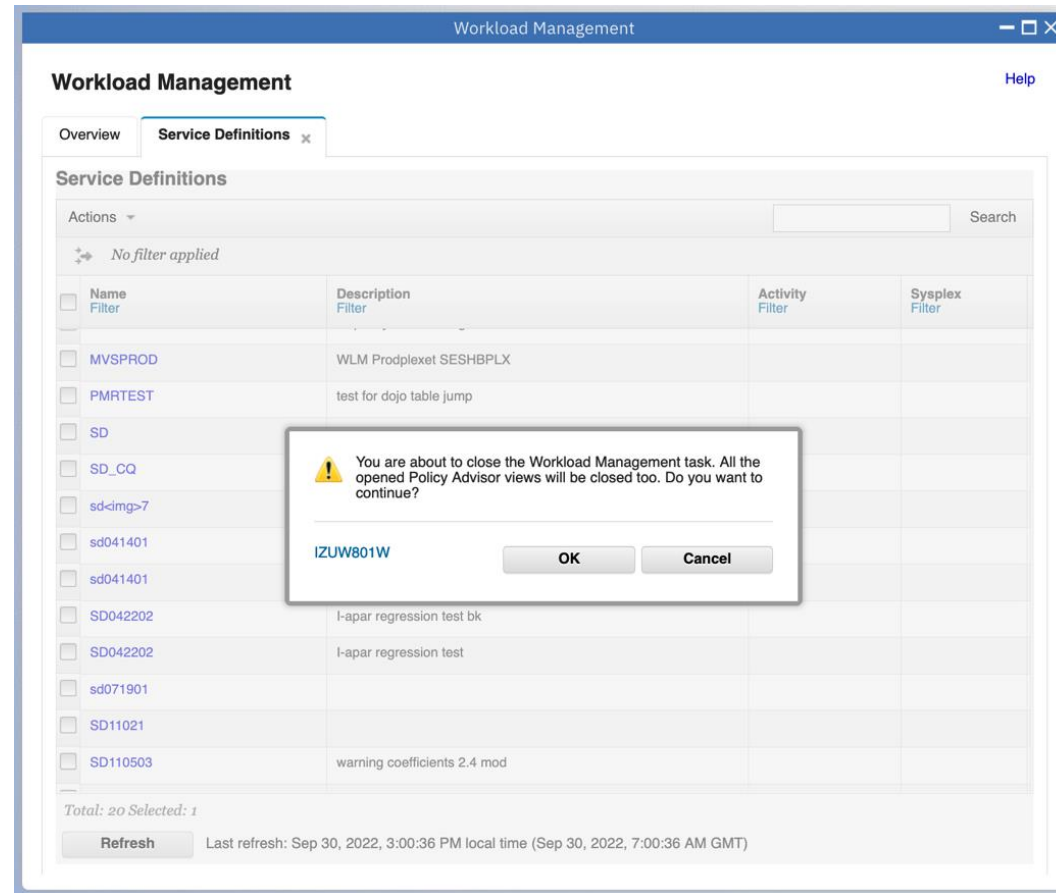 Workload Management
Workload Management
Help
Overview
Service Definitions
Service Definitions
Actions
Search
No filter applied
Name Description Activity Sysplex
Filter Filter Filter Filter
MVSPROD WLM Prodplexet SESHBPLX
PMRTEST test for dojo table jump
SD
SD_CQ
sd<img>7
sd041401
sd041401
SD042202 I-apar regression test bk
SD042202 I-apar regression test
sd071901
SD11021
SD110503 warning coefficients 2.4 mod
You are about to close the Workload Management task. All the
opened Policy Advisor views will be closed too. Do you want to
continue?
IZUW801W OK Cancel
Total: 20 Selected: 1
Refresh Last refresh: Sep 30, 2022, 3:00:36 PM local time (Sep 30, 2022, 7:00:36 AM GMT)